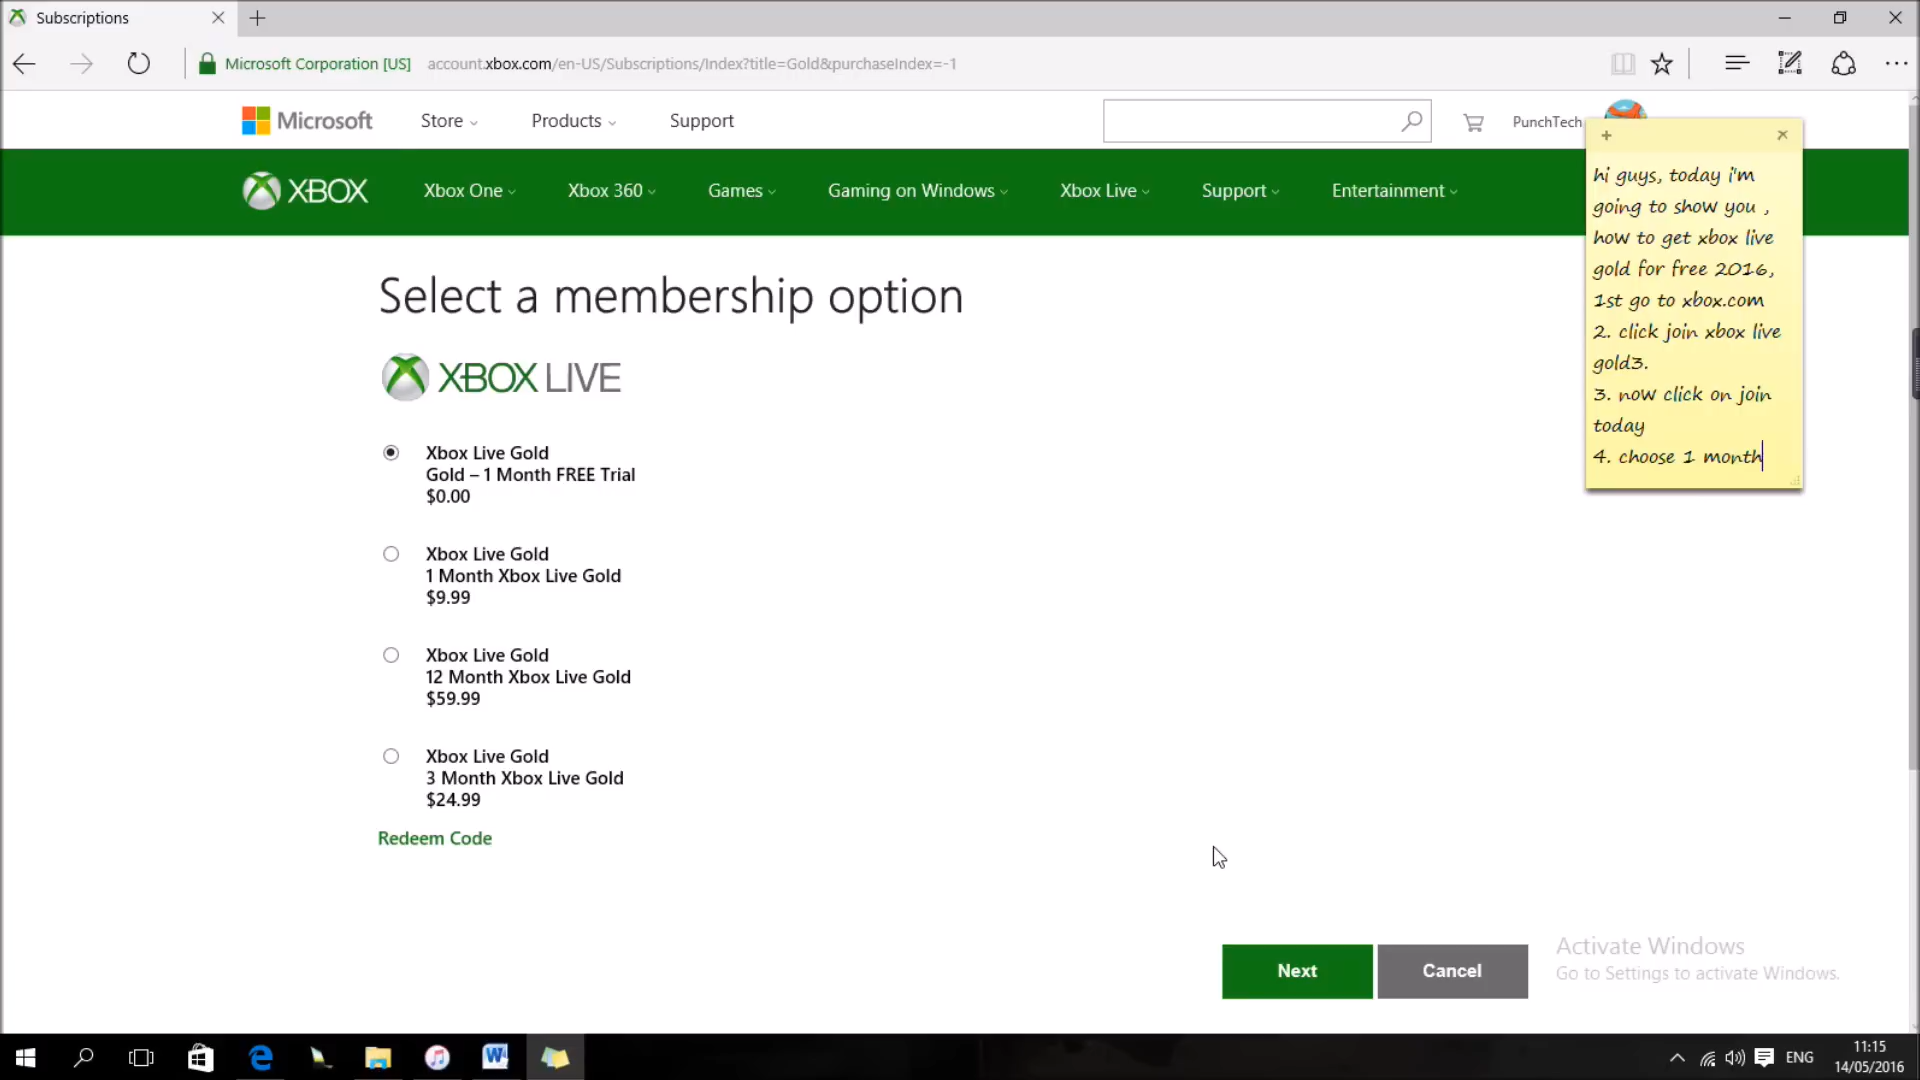 Subscriptions
Microsoft Corporation [US] account.xbox.com/en-US/Subscriptions/Index?title=Gold&purchaseIndex=-1
Microsoft Store Products Support PunchTech
XBOX Xbox One Xbox 360 Games Gaming on Windows Xbox Live Support Entertainment
hi guys, today i'm
going to show you ,
how to get xbox live
gold for free 2016,
1st go to xbox.com
2. click join xbox live
gold3.
3. now click on join
today
4. choose 1 month
Select a membership option
XBOX LIVE
Xbox Live Gold
Gold – 1 Month FREE Trial
$0.00
Xbox Live Gold
1 Month Xbox Live Gold
$9.99
Xbox Live Gold
12 Month Xbox Live Gold
$59.99
Xbox Live Gold
3 Month Xbox Live Gold
$24.99
Redeem Code
Next Cancel
Activate Windows
Go to Settings to activate Windows.
ENG
11:15
14/05/2016